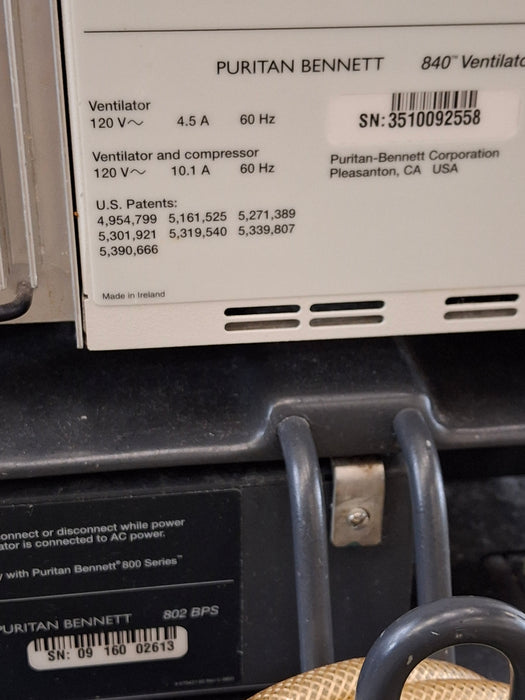 PURITAN BENNETT 840™ Ventilator
Ventilator
120 V~ 4.5 A 60 Hz
SN: 3510092558
Ventilator and compressor
120 V~ 10.1 A 60 Hz
Puritan-Bennett Corporation
Pleasanton, CA USA
U.S. Patents:
4,954,799 5,161,525 5,271,389
5,301,921 5,319,540 5,339,807
5,390,666
Made in Ireland
onnect or disconnect while power
ator is connected to AC power.
y with Puritan Bennett® 800 Series™
PURITAN BENNETT 802 BPS
SN: 09 160 02613